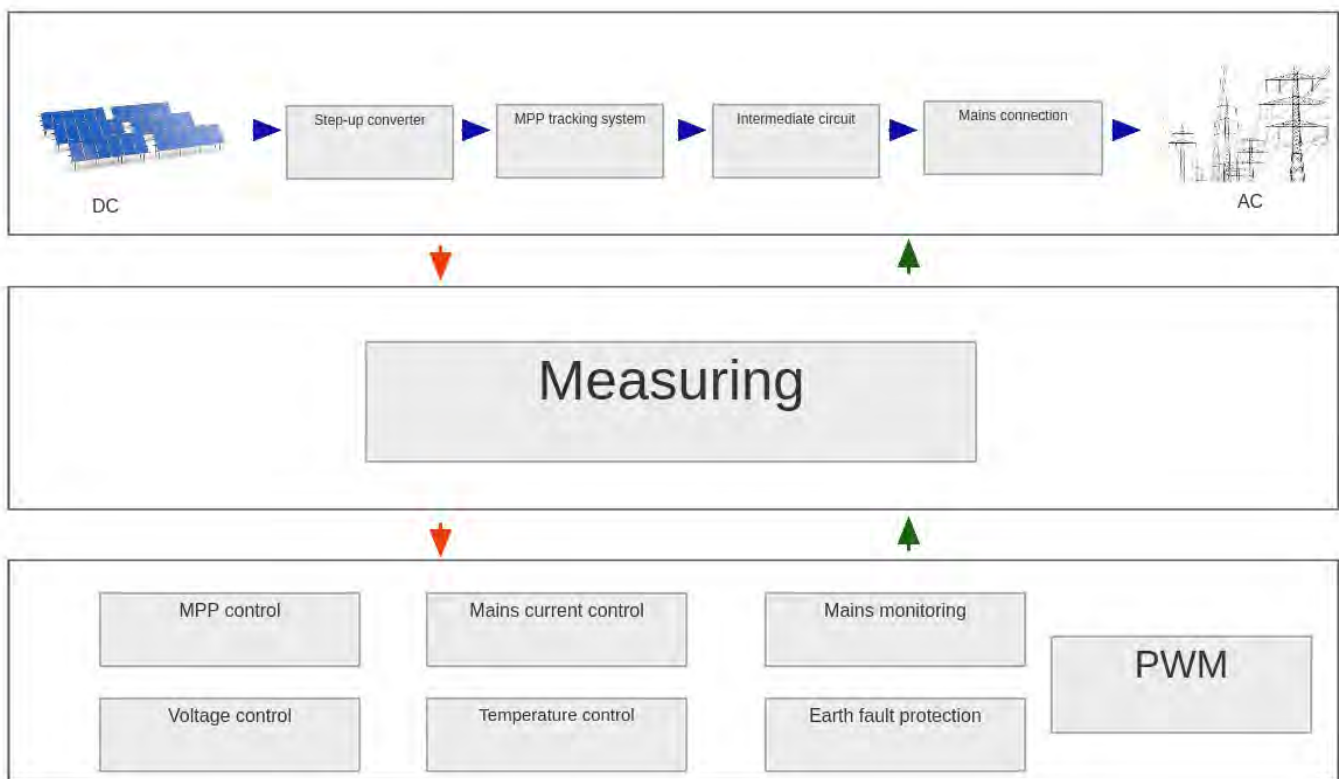 Step-up converter
MPP tracking system
Intermediate circuit
Mains connection
DC
AC
Measuring
MPP control
Mains current control
Mains monitoring
PWM
Voltage control
Temperature control
Earth fault protection